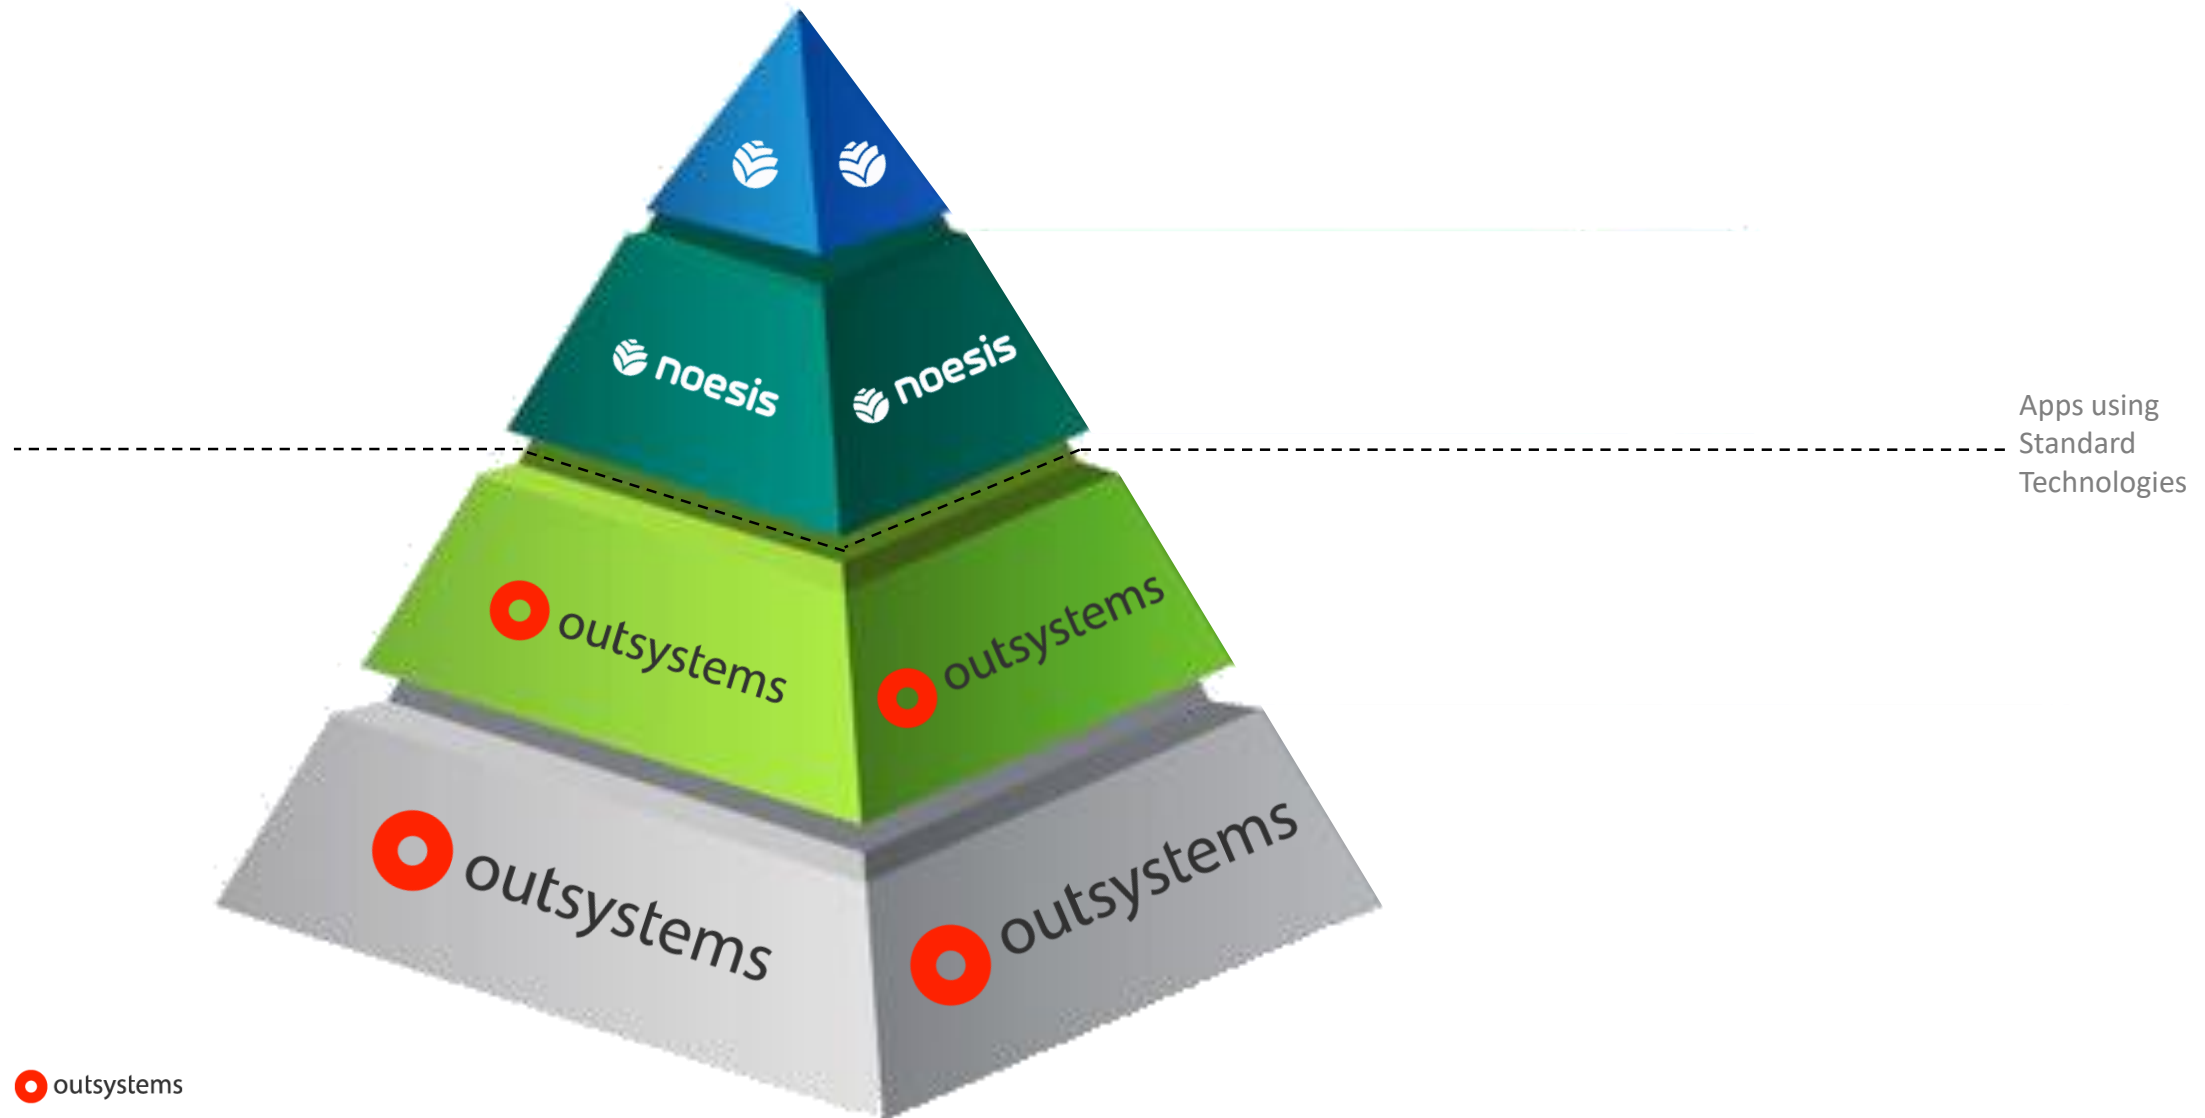 noesis
noesis
Apps using
Standard
Technologies
outsystems
outsystems
outsystems
outsystems
outsystems